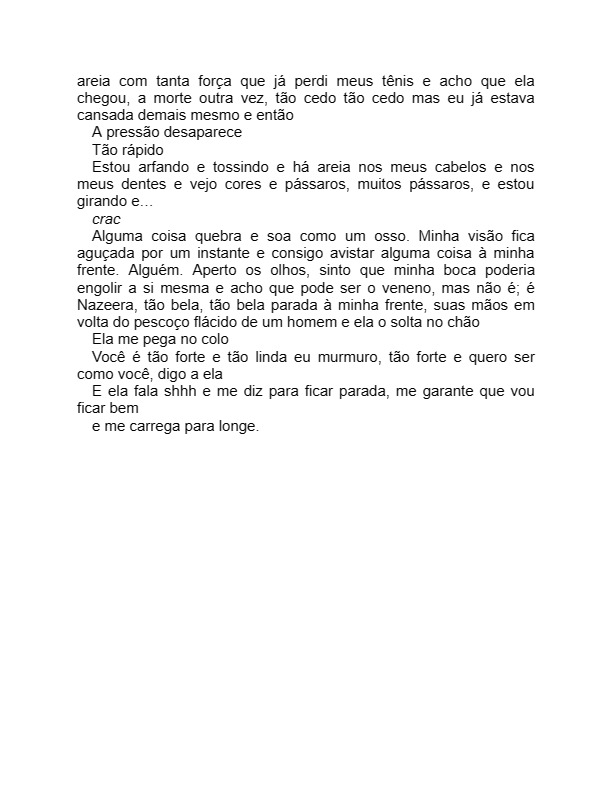 areia com tanta força que já perdi meus tênis e acho que ela
chegou, a morte outra vez, tão cedo tão cedo mas eu já estava
cansada demais mesmo e então
A pressão desaparece
Tão rápido
Estou arfando e tossindo e há areia nos meus cabelos e nos
meus dentes e vejo cores e pássaros, muitos pássaros, e estou
girando e…
crac
Alguma coisa quebra e soa como um osso. Minha visão fica
aguçada por um instante e consigo avistar alguma coisa à minha
frente. Alguém. Aperto os olhos, sinto que minha boca poderia
engolir a si mesma e acho que pode ser o veneno, mas não é; é
Nazeera, tão bela, tão bela parada à minha frente, suas mãos em
volta do pescoço flácido de um homem e ela o solta no chão
Ela me pega no colo
Você é tão forte e tão linda eu murmuro, tão forte e quero ser
como você, digo a ela
E ela fala shhh e me diz para ficar parada, me garante que vou
ficar bem
e me carrega para longe.